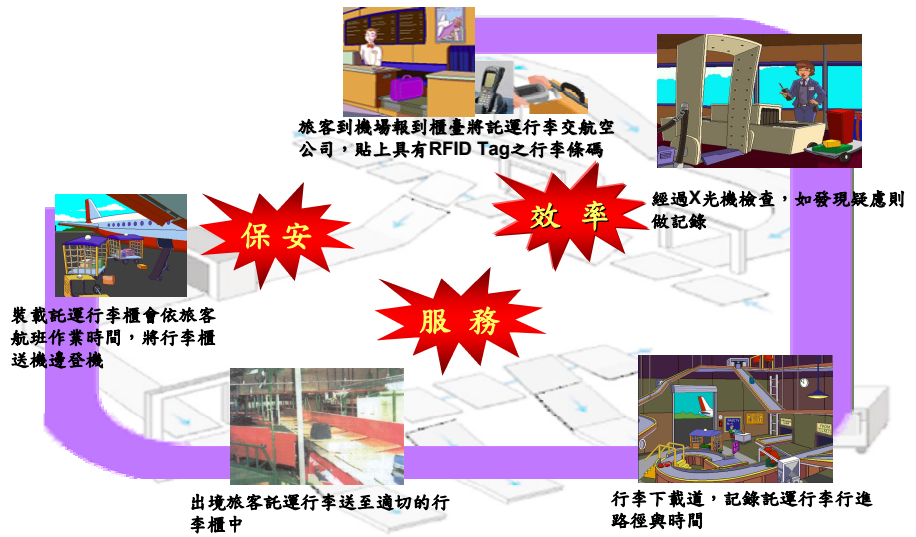 旅客到機場報到櫃臺將託運行李交航空
公司，貼上具有RFID Tag之行李條碼
經過X光機檢查，如發現疑慮則
做記錄
效 率
保 安
服 務
裝載託運行李櫃會依旅客
航班作業時間，將行李櫃
送機邊登機
出境旅客託運行李送至適切的行
李櫃中
行李下載道，記錄託運行李行進
路徑與時間